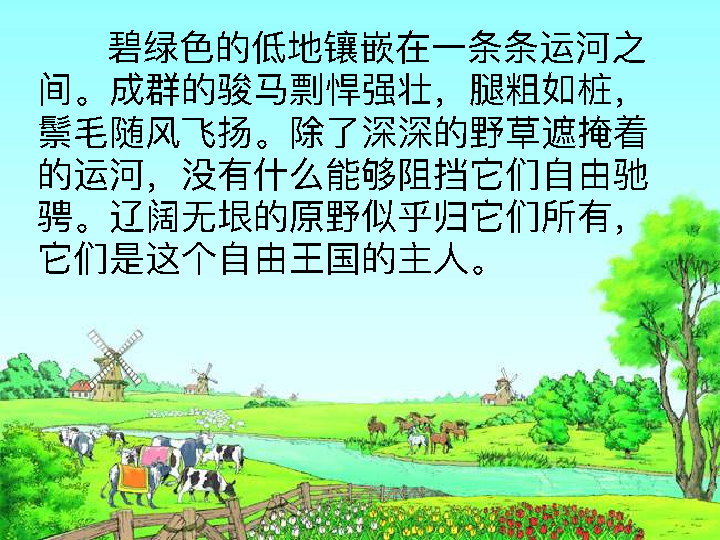 碧绿色的低地镶嵌在一条条运河之
间。成群的骏马剽悍强壮，腿粗如桩，
鬃毛随风飞扬。除了深深的野草遮掩着
的运河，没有什么能够阻挡它们自由驰
骋。辽阔无垠的原野似乎归它们所有，
它们是这个自由王国的主人。